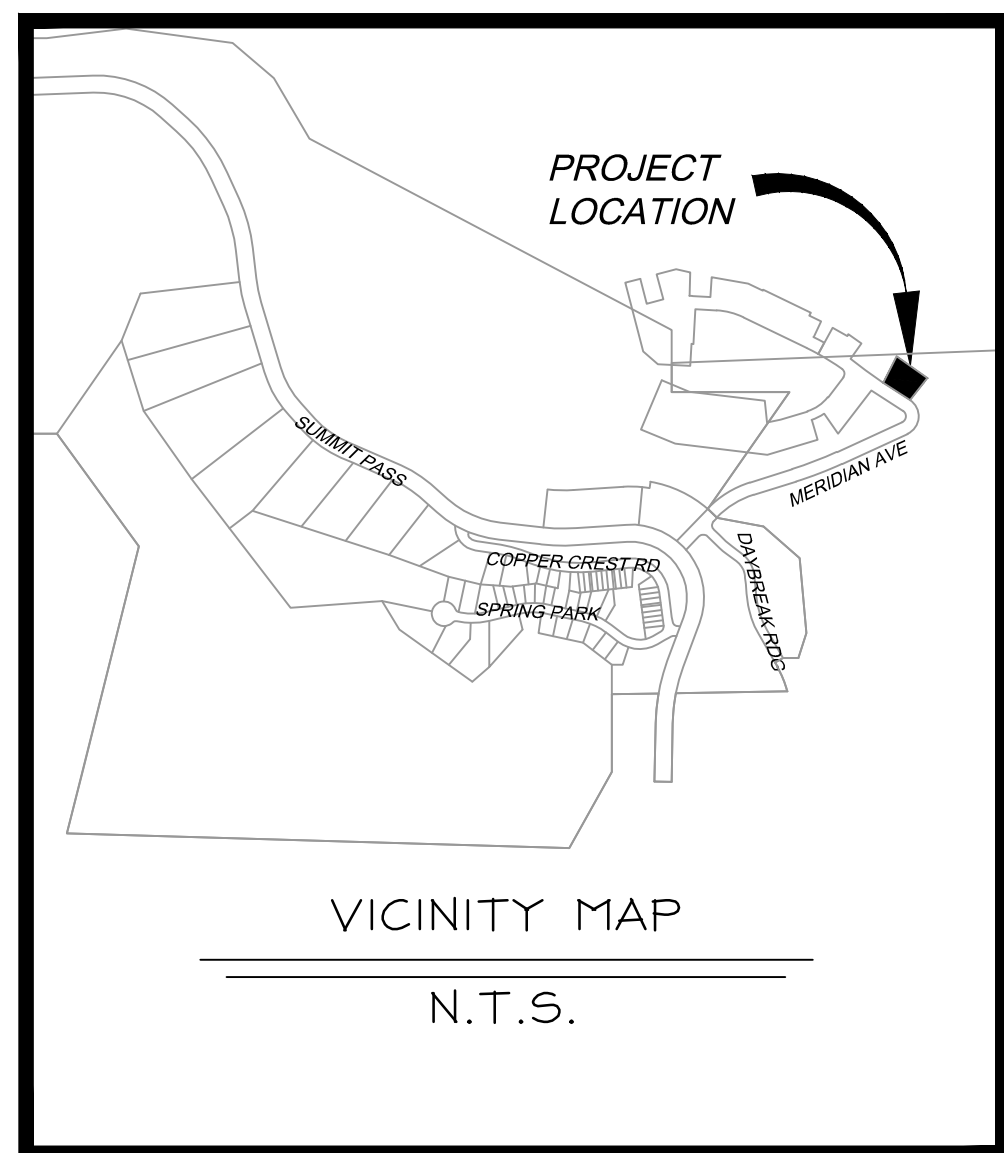 PROJECT
LOCATION
SUMMIT PASS
MERIDIAN AVE
COPPER CREST RD
DAYBREAK RDG
SPRING PARK
VICINITY MAP
N.T.S.